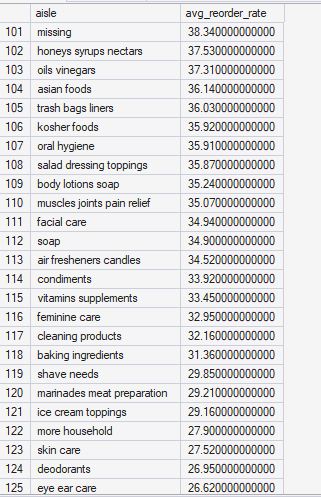 aisle avg_reorder_rate
101 missing 38.340000000000
102 honeys syrups nectars 37.530000000000
103 oils vinegars 37.310000000000
104 asian foods 36.140000000000
105 trash bags liners 36.030000000000
106 kosher foods 35.920000000000
107 oral hygiene 35.910000000000
108 salad dressing toppings 35.870000000000
109 body lotions soap 35.240000000000
110 muscles joints pain relief 35.070000000000
111 facial care 34.940000000000
112 soap 34.900000000000
113 air fresheners candles 34.520000000000
114 condiments 33.920000000000
115 vitamins supplements 33.450000000000
116 feminine care 32.950000000000
117 cleaning products 32.160000000000
118 baking ingredients 31.360000000000
119 shave needs 29.850000000000
120 marinades meat preparation 29.210000000000
121 ice cream toppings 29.160000000000
122 more household 27.900000000000
123 skin care 27.520000000000
124 deodorants 26.950000000000
125 eye ear care 26.620000000000